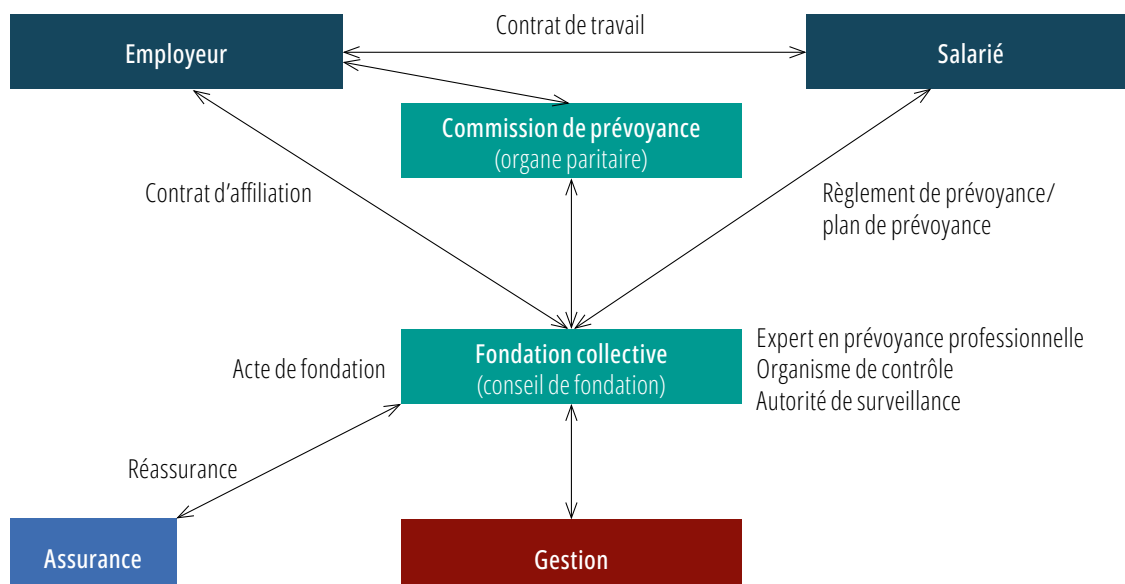 Contrat de travail
Employeur
Salarié
Commission de prévoyance
(organe paritaire)
Contrat d’affiliation
Règlement de prévoyance/
plan de prévoyance
Fondation collective
(conseil de fondation)
Acte de fondation
Expert en prévoyance professionnelle
Organisme de contrôle
Autorité de surveillance
Réassurance
Assurance
Gestion